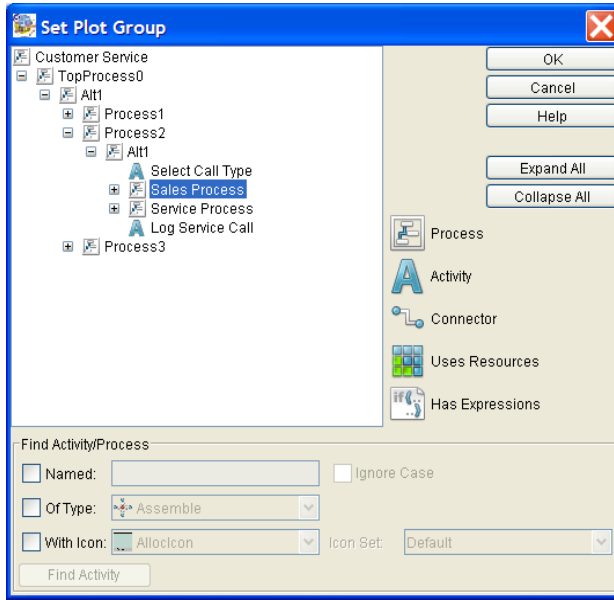 Set Plot Group
Customer Service
TopProcess0
Alt1
Process1
Process2
Alt1
Select Call Type
Sales Process
Service Process
Log Service Call
Process3
OK
Cancel
Help
Expand All
Collapse All
Process
A Activity
Connector
Uses Resources
if Has Expressions
Find Activity/Process
Named: Ignore Case
Of Type: Assemble
With Icon: AllocIcon Icon Set: Default
Find Activity